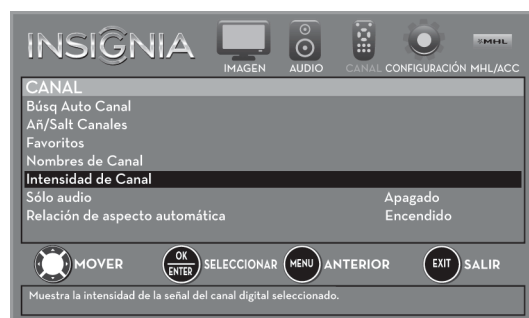 INSIGNIA
IMAGEN AUDIO CANAL CONFIGURACIÓN MHL/ACC
MHL
CANAL
Búsq Auto Canal
Añ/Salt Canales
Favoritos
Nombres de Canal
Intensidad de Canal
Sólo audio Apagado
Relación de aspecto automática Encendido
MOVER OK ENTER SELECCIONAR MENU ANTERIOR EXIT SALIR
Muestra la intensidad de la señal del canal digital seleccionado.